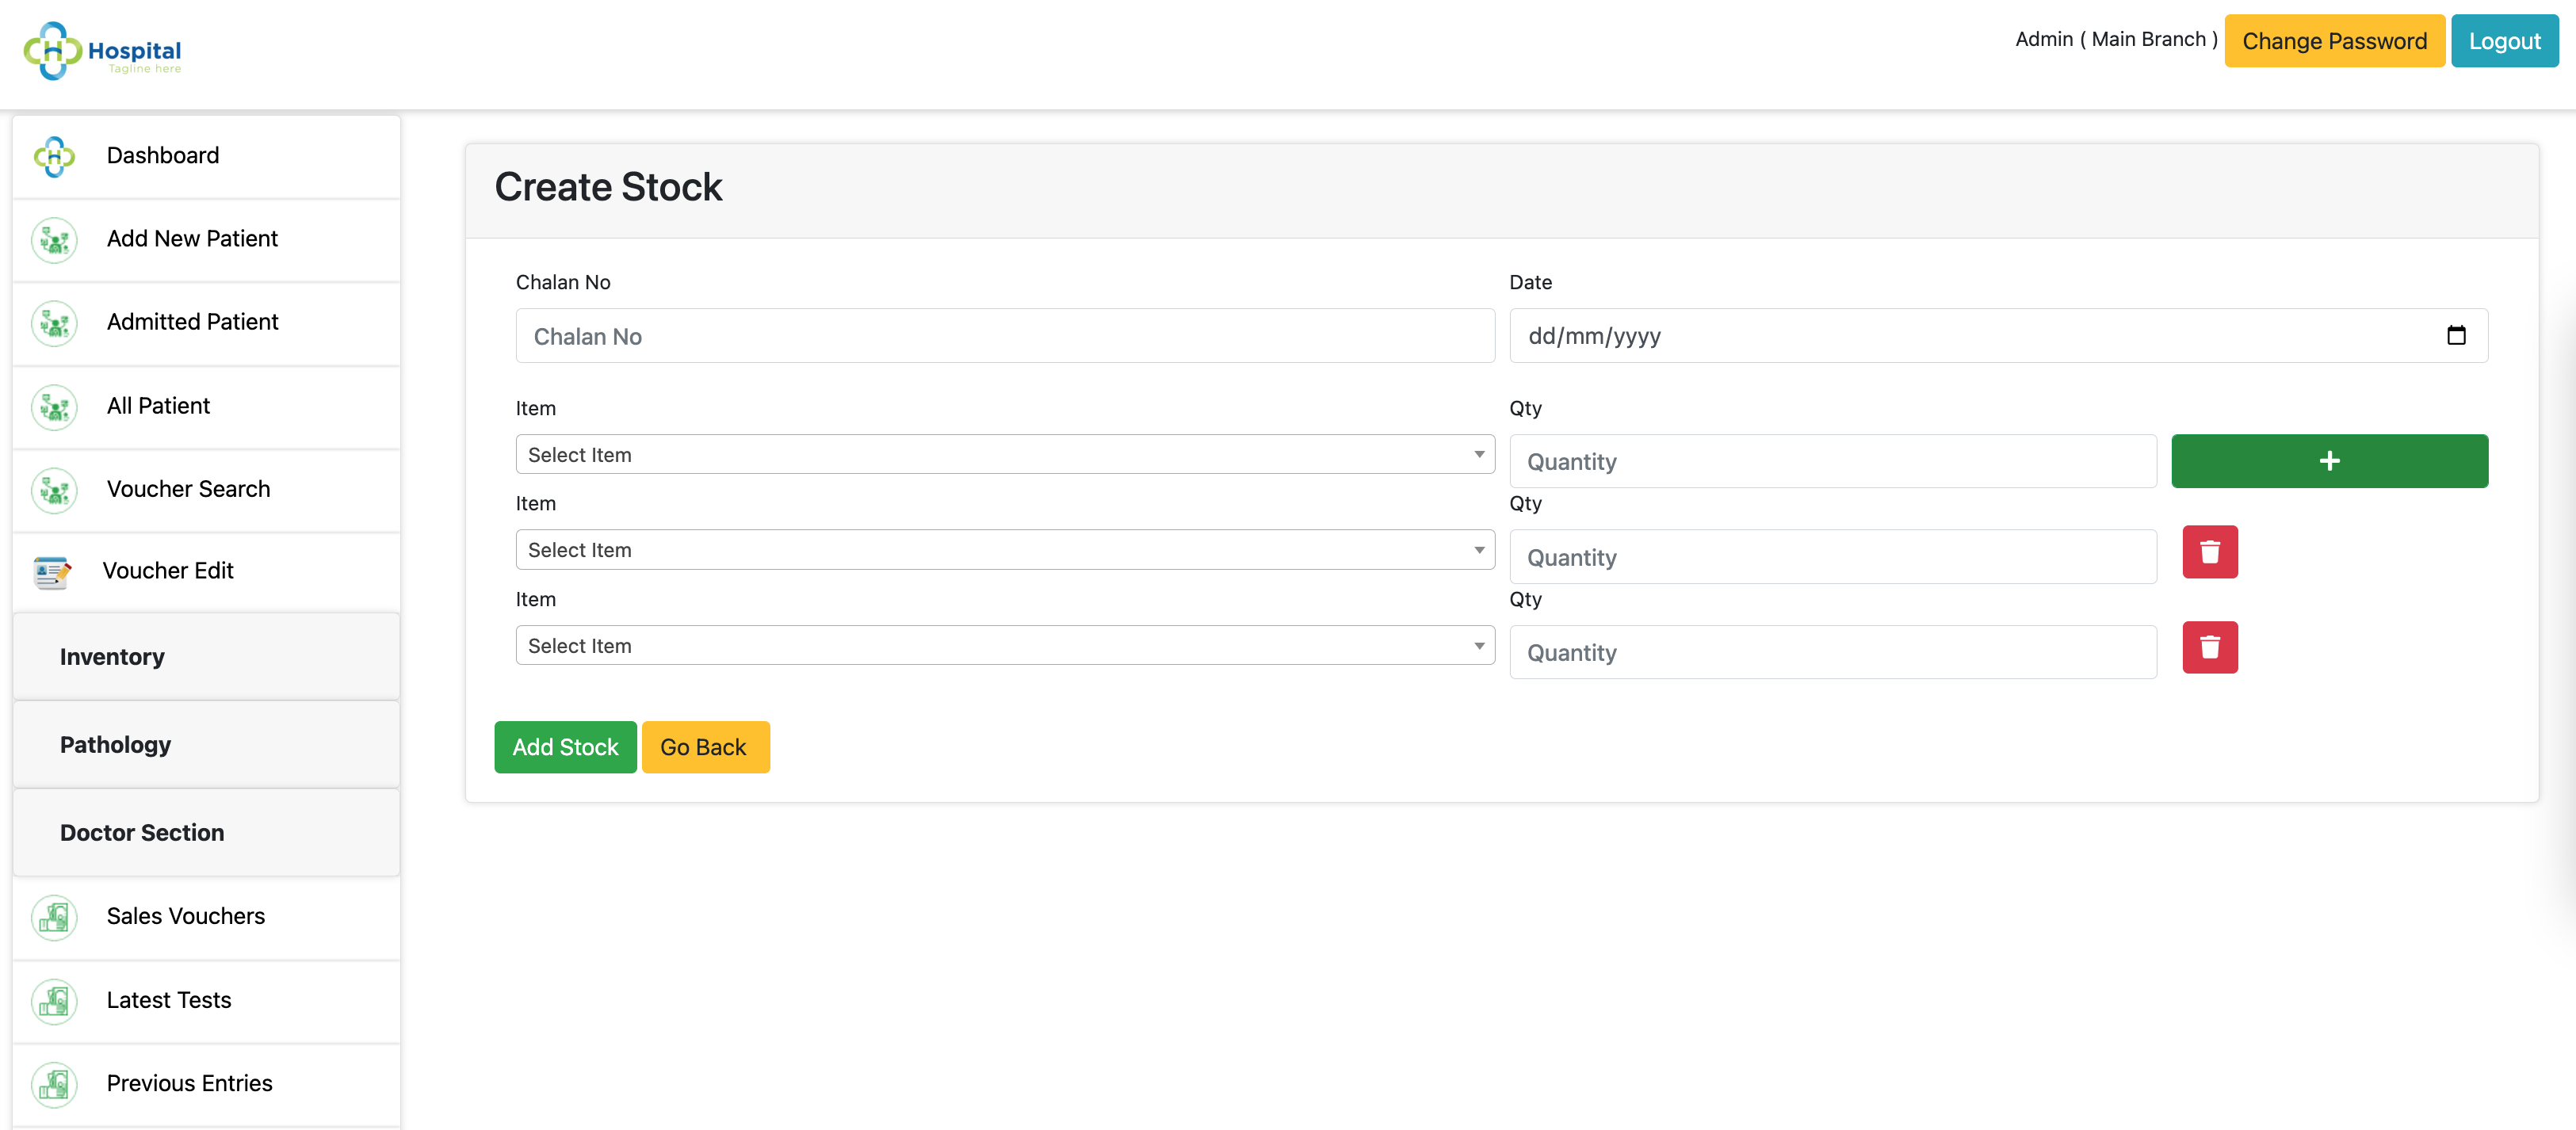 Hospital
Tagline here
Admin ( Main Branch )
Change Password
Logout
Dashboard
Add New Patient
Admitted Patient
All Patient
Voucher Search
Voucher Edit
Inventory
Pathology
Doctor Section
Sales Vouchers
Latest Tests
Previous Entries
Create Stock
Chalan No
Date
Chalan No
dd/mm/yyyy
Item
Qty
Select Item
Quantity
Item
Qty
Select Item
Quantity
Item
Qty
Select Item
Quantity
Add Stock
Go Back